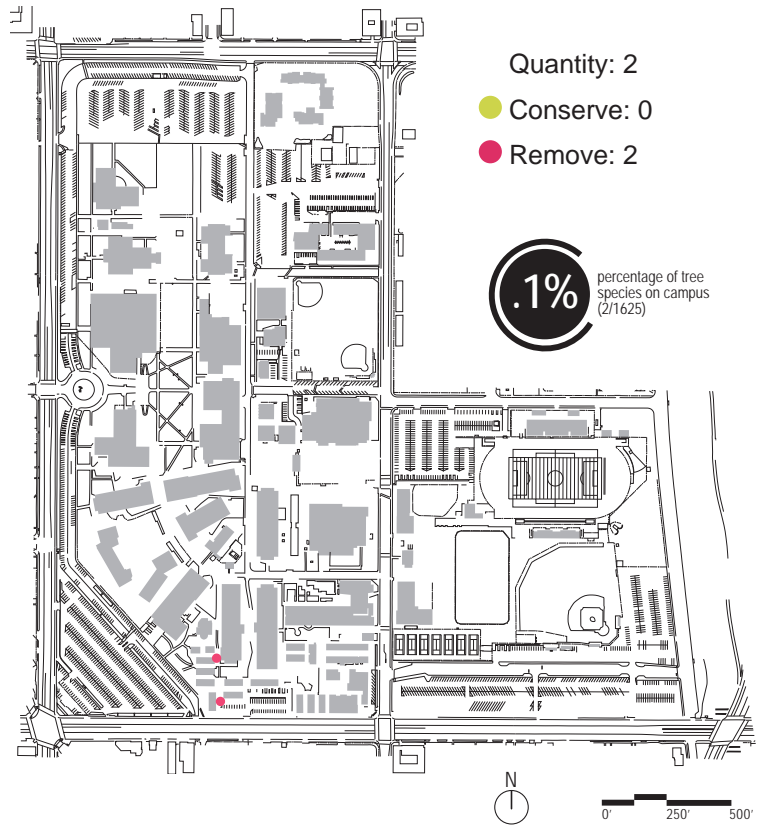 Quantity: 2
Conserve: 0
Remove: 2
.1%
percentage of tree
species on campus
(2/1625)
N
0' 250' 500'